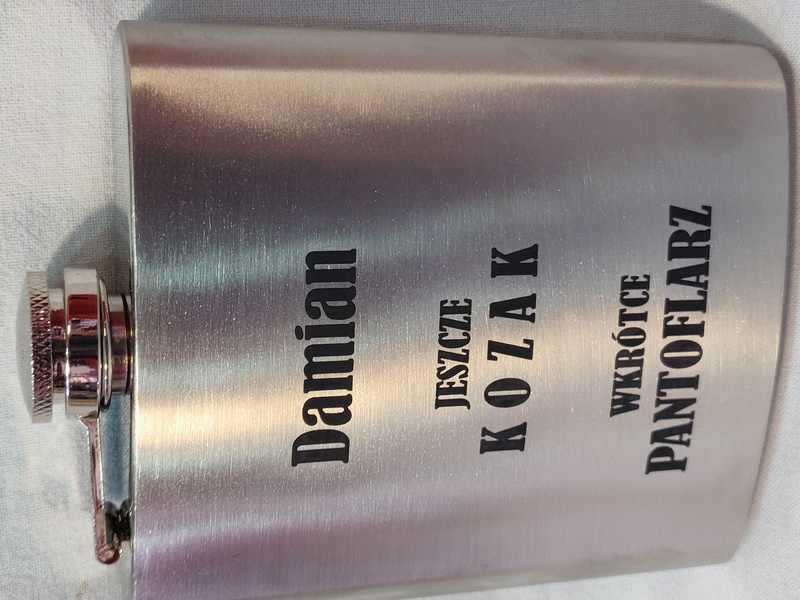 Damian
JESZCZE
KOZAK
WKRÓTCE
PANTOFLARZ